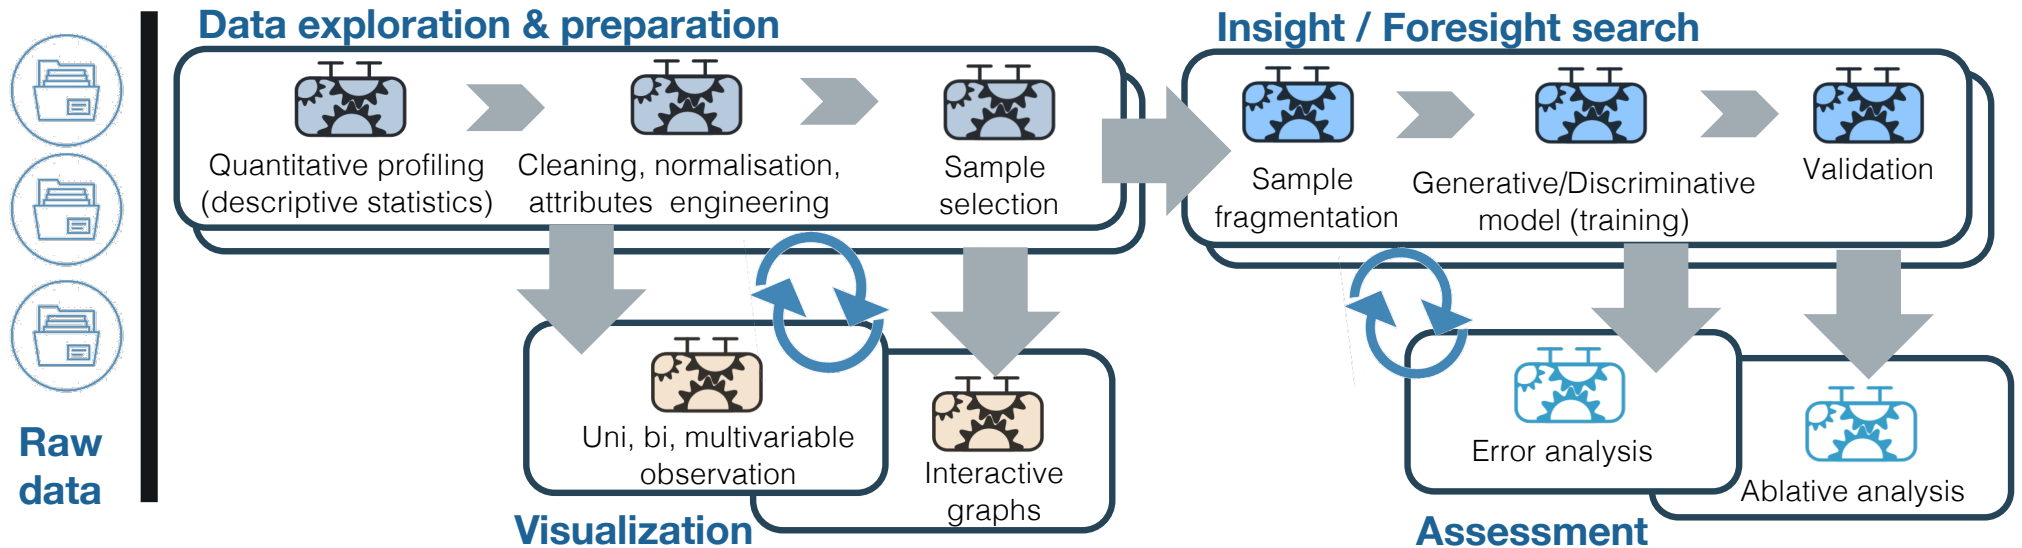 Data exploration & preparation
Insight / Foresight search
Quantitative profiling
(descriptive statistics)
Cleaning, normalisation,
attributes engineering
Sample
selection
Sample
fragmentation
Generative/Discriminative
model (training)
Validation
Raw
data
Uni, bi, multivariable
observation
Interactive
graphs
Visualization
Error analysis
Ablative analysis
Assessment